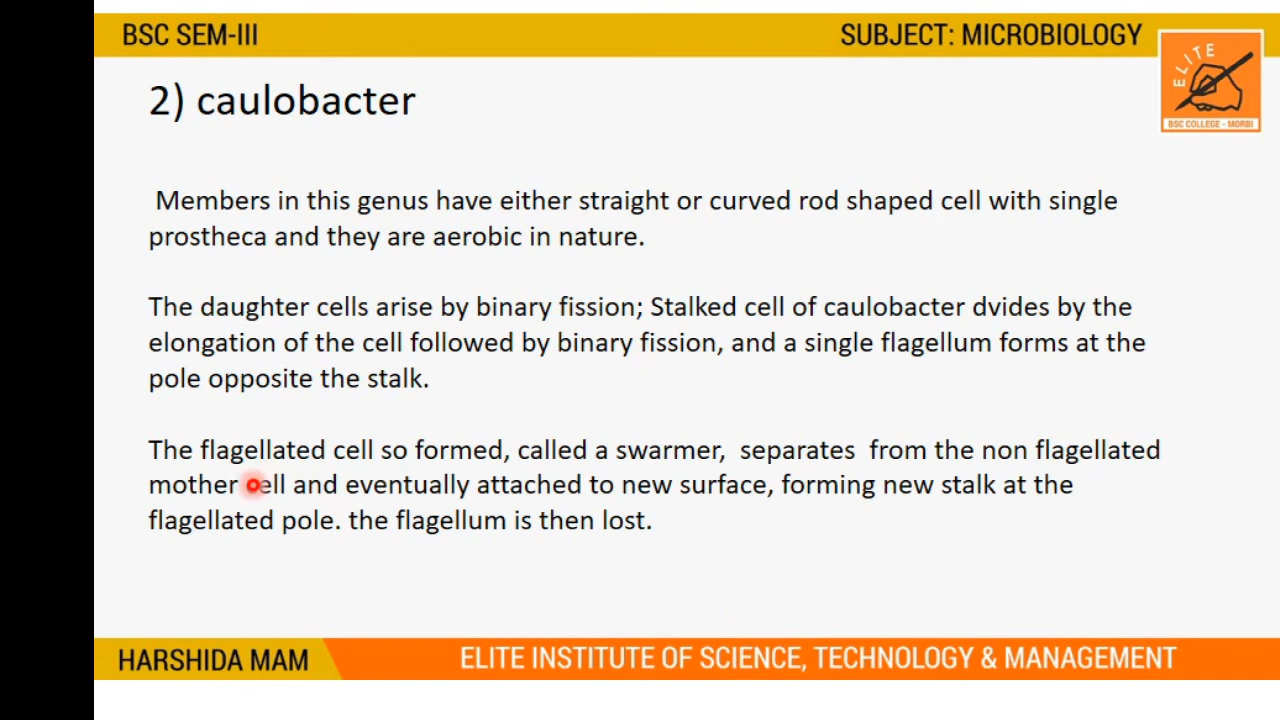 BSC SEM-III
SUBJECT: MICROBIOLOGY
ELITE
BSC COLLEGE - MORBI
2) caulobacter
Members in this genus have either straight or curved rod shaped cell with single
prostheca and they are aerobic in nature.
The daughter cells arise by binary fission; Stalked cell of caulobacter dvides by the
elongation of the cell followed by binary fission, and a single flagellum forms at the
pole opposite the stalk.
The flagellated cell so formed, called a swarmer, separates from the non flagellated
mother cell and eventually attached to new surface, forming new stalk at the
flagellated pole. the flagellum is then lost.
HARSHIDA MAM
ELITE INSTITUTE OF SCIENCE, TECHNOLOGY & MANAGEMENT